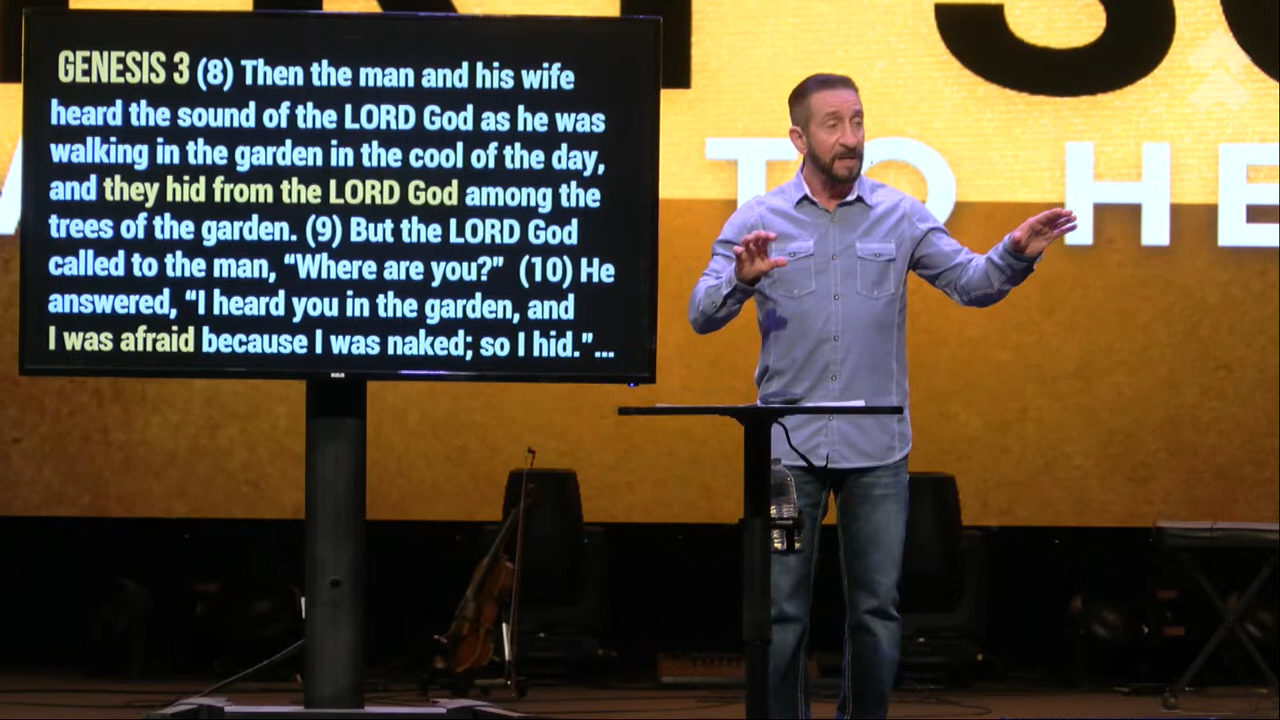 GENESIS 3 (8) Then the man and his wife
heard the sound of the LORD God as he was
walking in the garden in the cool of the day,
and they hid from the LORD God among the
trees of the garden. (9) But the LORD God
called to the man, “Where are you?” (10) He
answered, “I heard you in the garden, and
I was afraid because I was naked; so I hid.”...
TO HE